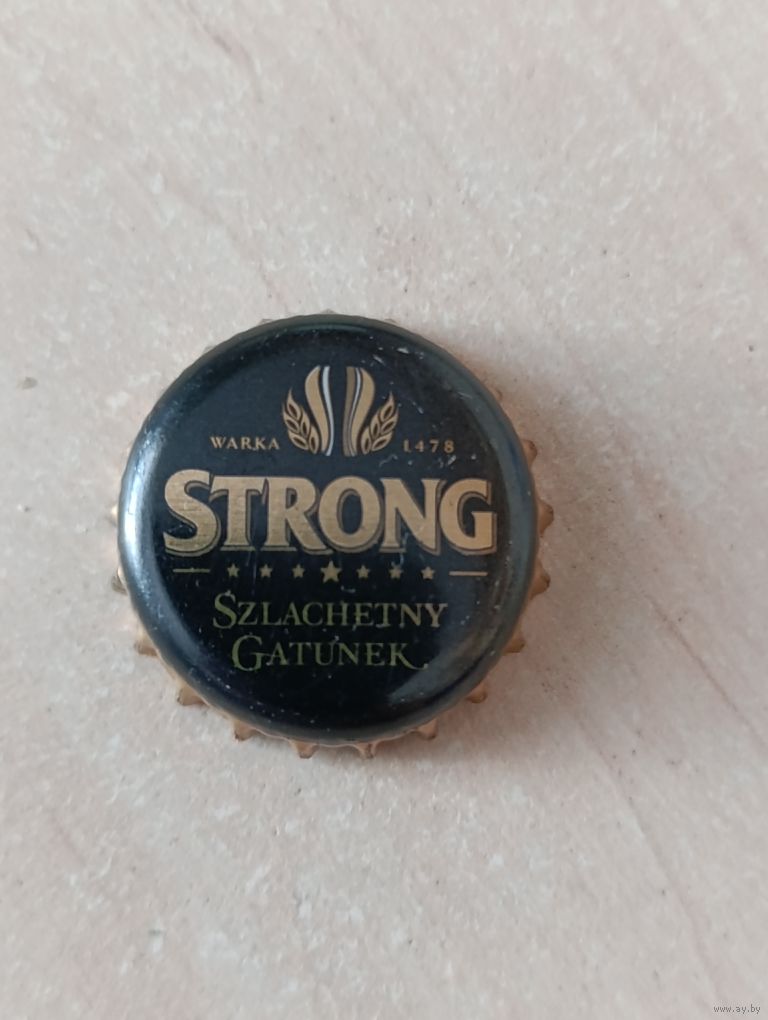 WARKA 1478
STRONG
SZLACHETNY
GATUNEK
www.ay.by